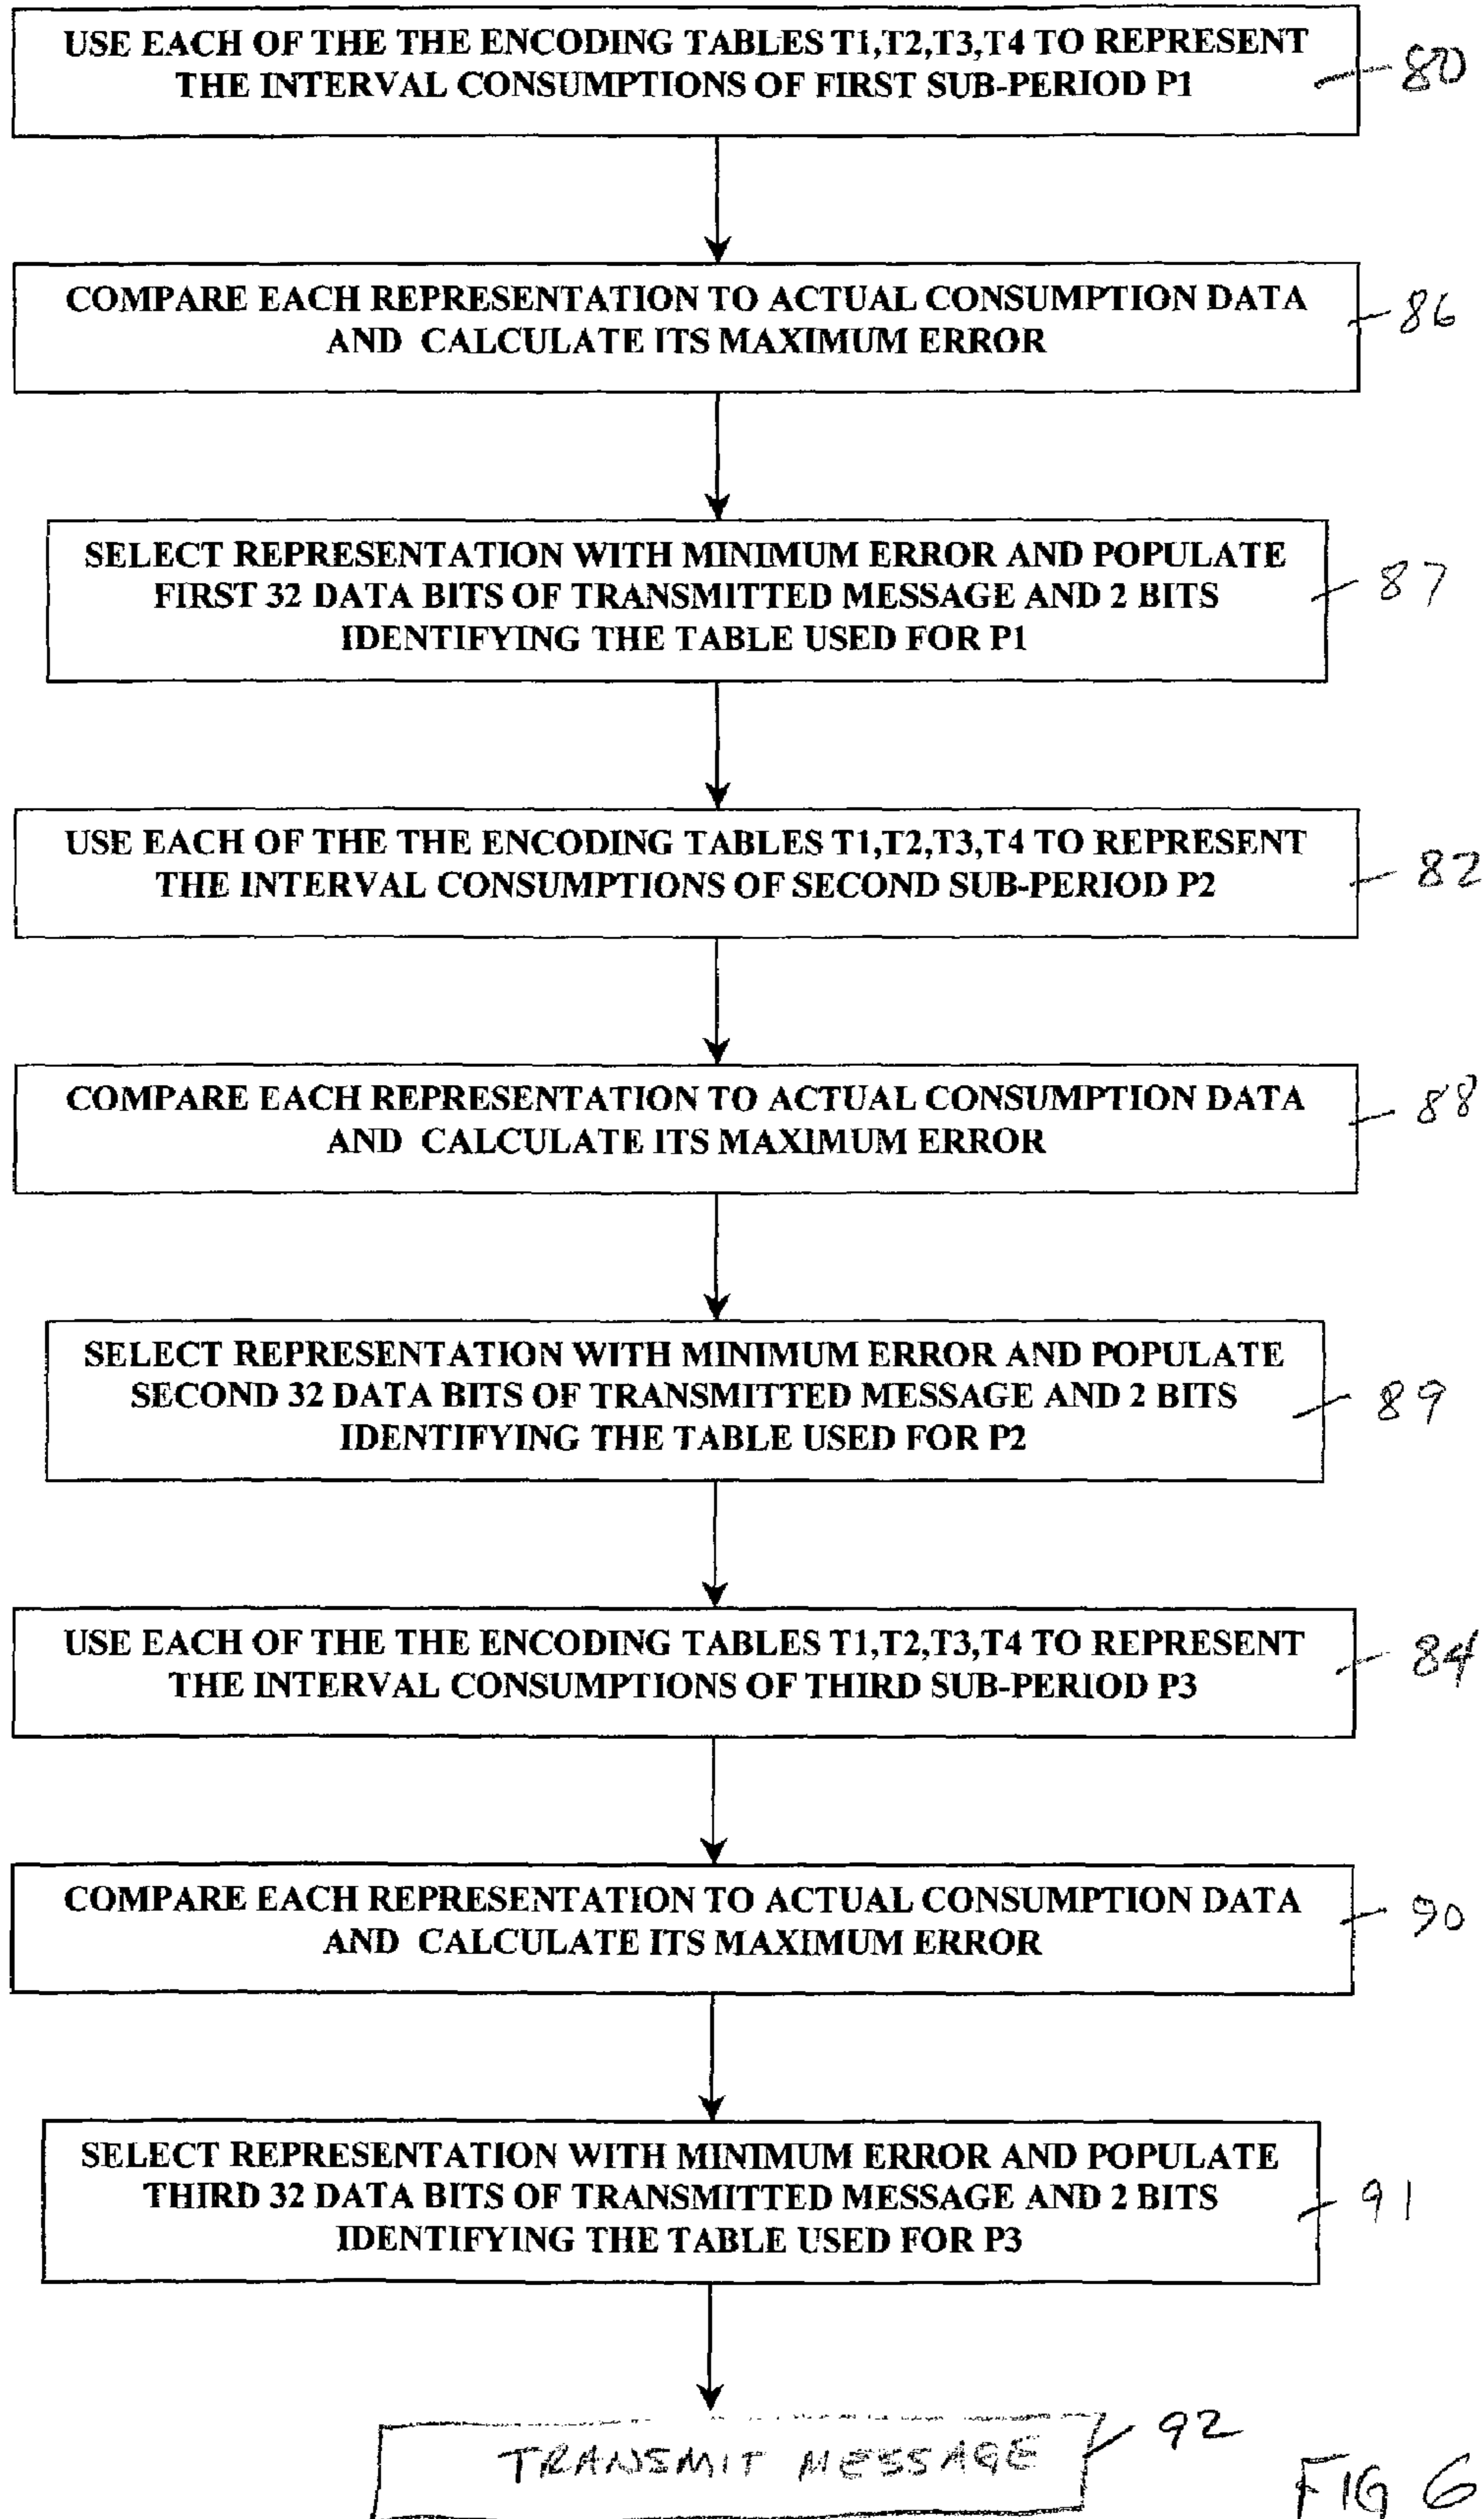 USE EACH OF THE THE ENCODING TABLES T1,T2,T3,T4 TO REPRESENT
THE INTERVAL CONSUMPTIONS OF FIRST SUB-PERIOD P1
80
COMPARE EACH REPRESENTATION TO ACTUAL CONSUMPTION DATA
AND CALCULATE ITS MAXIMUM ERROR
86
SELECT REPRESENTATION WITH MINIMUM ERROR AND POPULATE
FIRST 32 DATA BITS OF TRANSMITTED MESSAGE AND 2 BITS
IDENTIFYING THE TABLE USED FOR P1
87
USE EACH OF THE THE ENCODING TABLES T1,T2,T3,T4 TO REPRESENT
THE INTERVAL CONSUMPTIONS OF SECOND SUB-PERIOD P2
82
COMPARE EACH REPRESENTATION TO ACTUAL CONSUMPTION DATA
AND CALCULATE ITS MAXIMUM ERROR
88
SELECT REPRESENTATION WITH MINIMUM ERROR AND POPULATE
SECOND 32 DATA BITS OF TRANSMITTED MESSAGE AND 2 BITS
IDENTIFYING THE TABLE USED FOR P2
89
USE EACH OF THE THE ENCODING TABLES T1,T2,T3,T4 TO REPRESENT
THE INTERVAL CONSUMPTIONS OF THIRD SUB-PERIOD P3
84
COMPARE EACH REPRESENTATION TO ACTUAL CONSUMPTION DATA
AND CALCULATE ITS MAXIMUM ERROR
90
SELECT REPRESENTATION WITH MINIMUM ERROR AND POPULATE
THIRD 32 DATA BITS OF TRANSMITTED MESSAGE AND 2 BITS
IDENTIFYING THE TABLE USED FOR P3
91
TRANSMIT MESSAGE
92
FIG 6